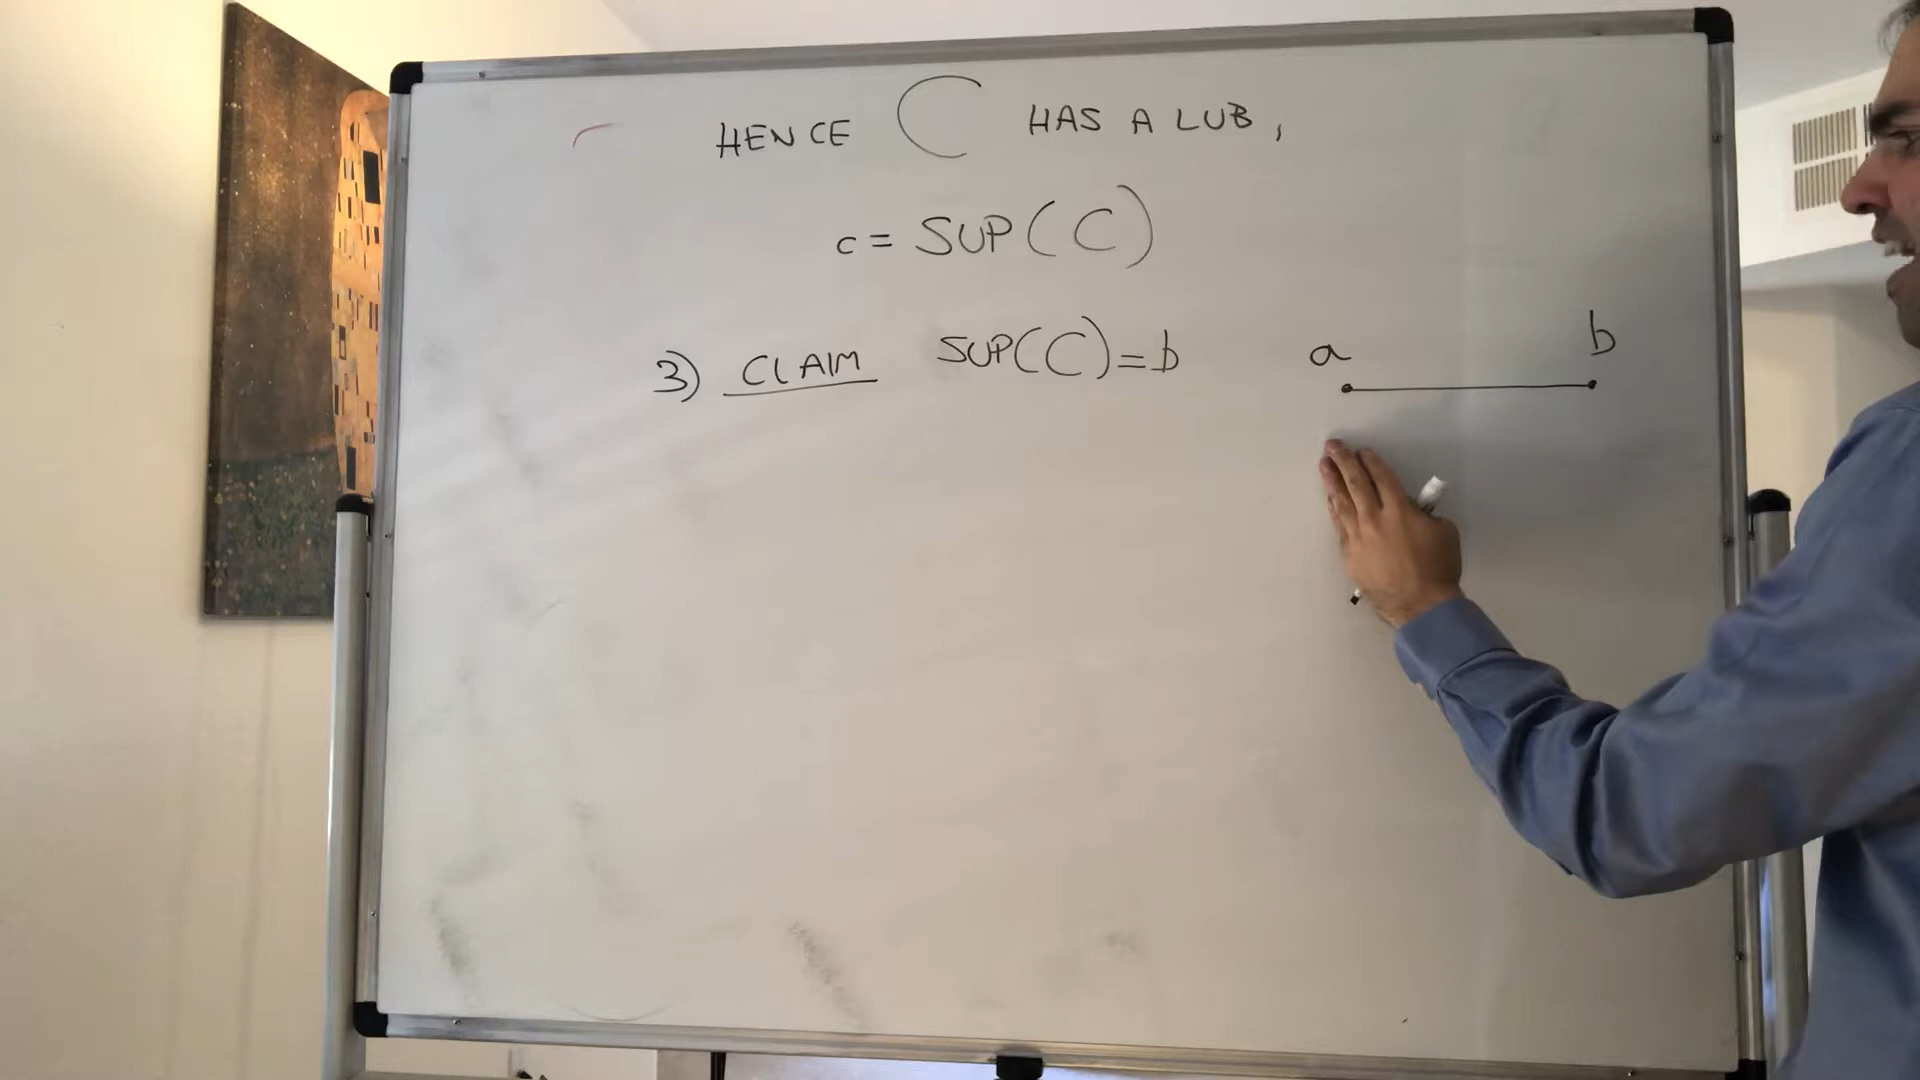 HENCE C HAS A LUB,
c = SUP(C)
3) CLAIM SUP(C) = b
a b